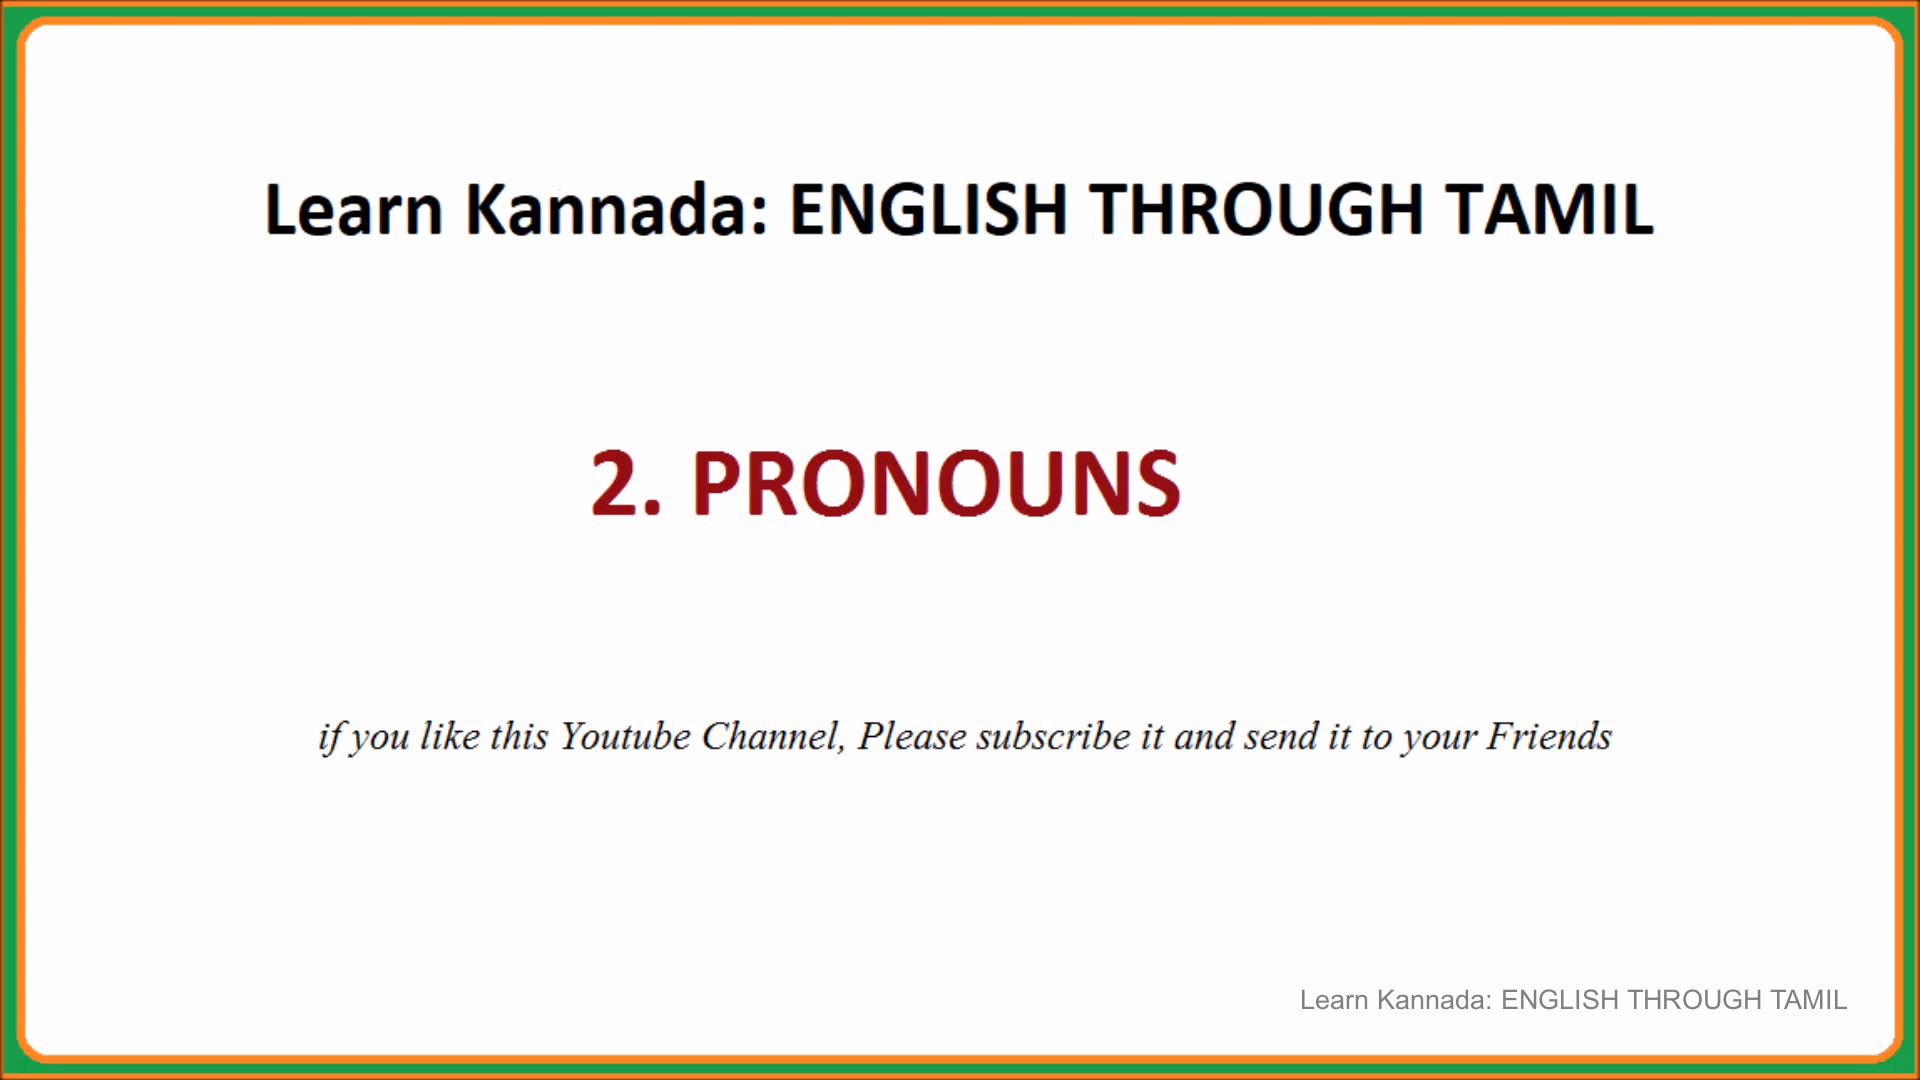 Learn Kannada: ENGLISH THROUGH TAMIL
2. PRONOUNS
if you like this Youtube Channel, Please subscribe it and send it to your Friends
Learn Kannada: ENGLISH THROUGH TAMIL